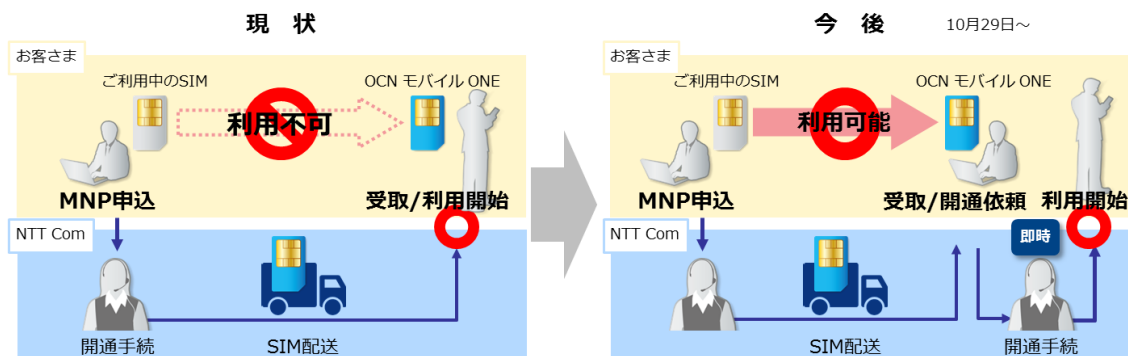 現 状
お客さま
ご利用中のSIM
OCN モバイル ONE
利用不可
MNP申込
受取/利用開始
NTT Com
開通手続
SIM配送
今 後
10月29日～
お客さま
ご利用中のSIM
OCN モバイル ONE
利用可能
MNP申込
受取/開通依頼
利用開始
NTT Com
即時
SIM配送
開通手続